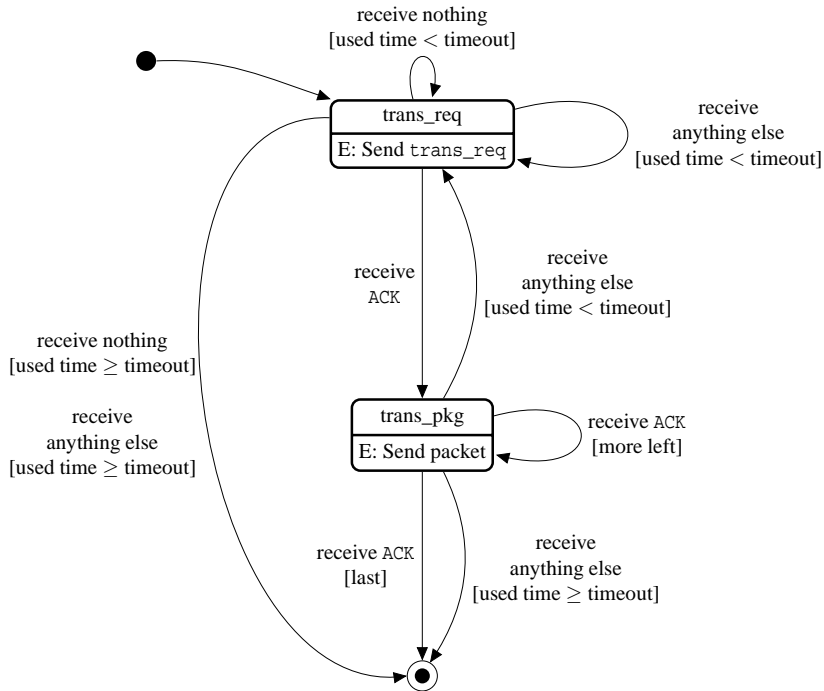 receive nothing
[used time < timeout]
trans_req
E: Send trans_req
receive
anything else
[used time < timeout]
receive
ACK
receive
anything else
[used time < timeout]
receive nothing
[used time ≥ timeout]
receive
anything else
[used time ≥ timeout]
trans_pkg
E: Send packet
receive ACK
[more left]
receive ACK
[last]
receive
anything else
[used time ≥ timeout]